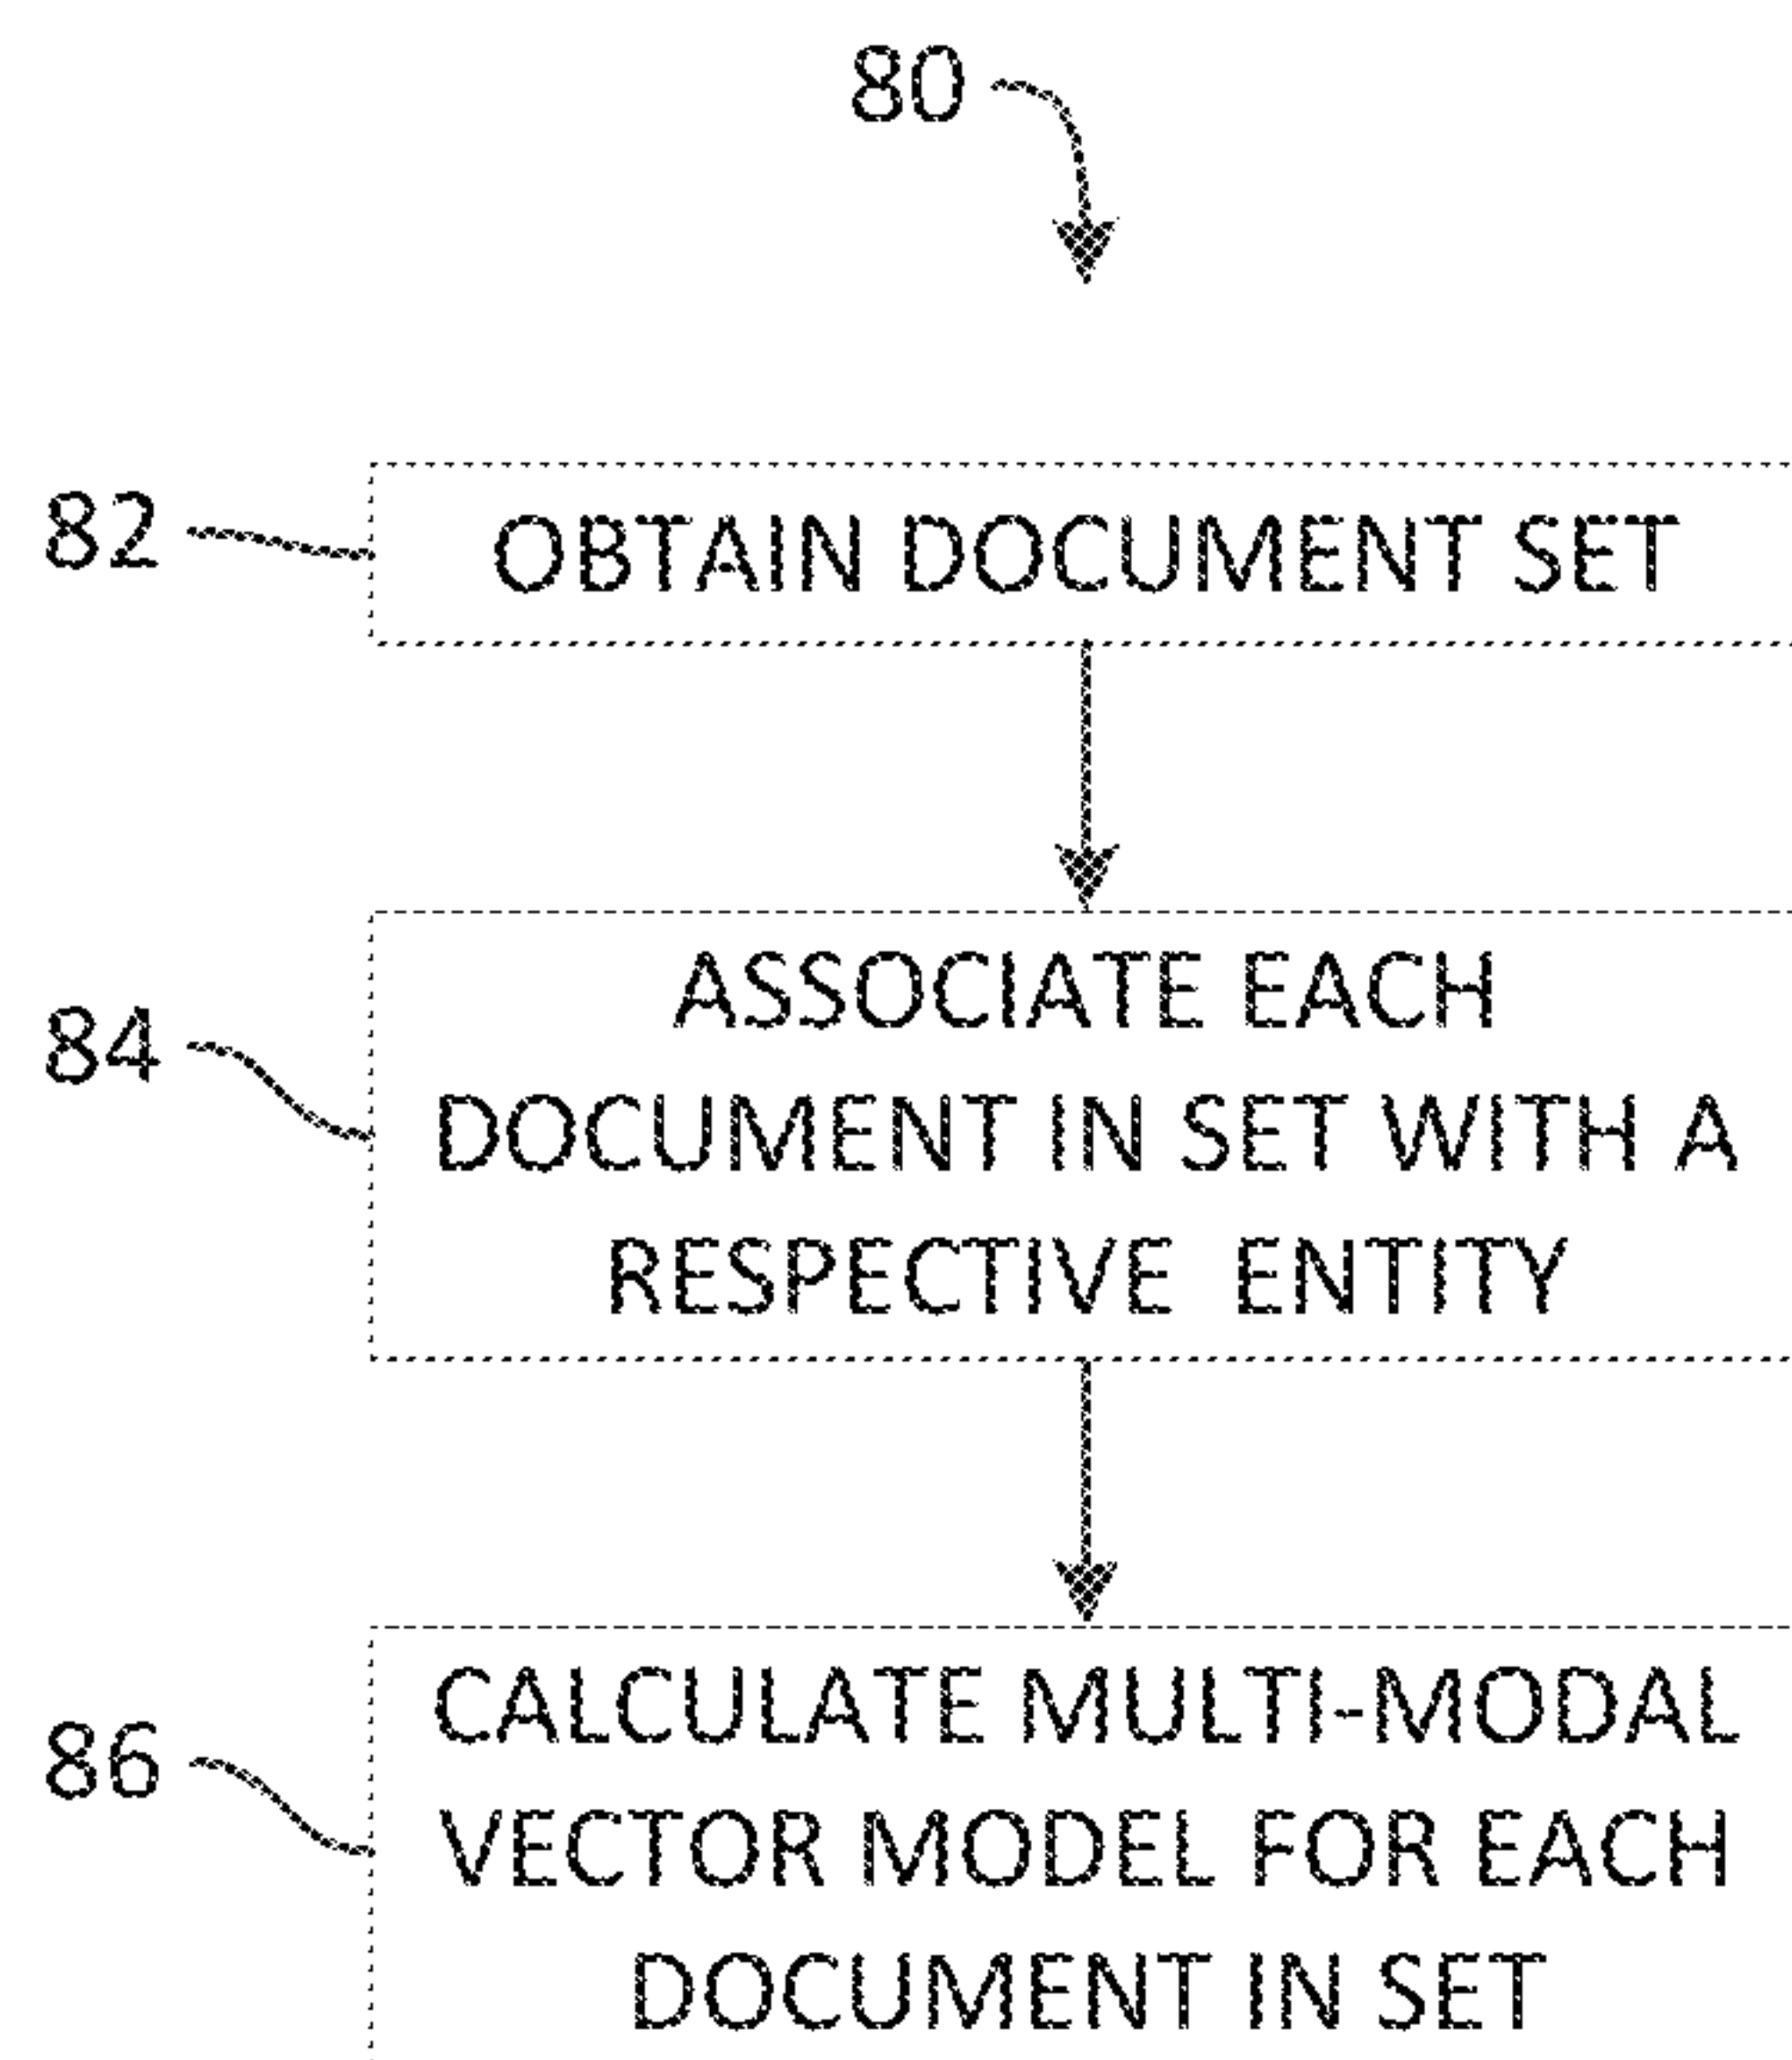 80
82
OBTAIN DOCUMENT SET
84
ASSOCIATE EACH
DOCUMENT IN SET WITH A
RESPECTIVE ENTITY
86
CALCULATE MULTI-MODAL
VECTOR MODEL FOR EACH
DOCUMENT IN SET